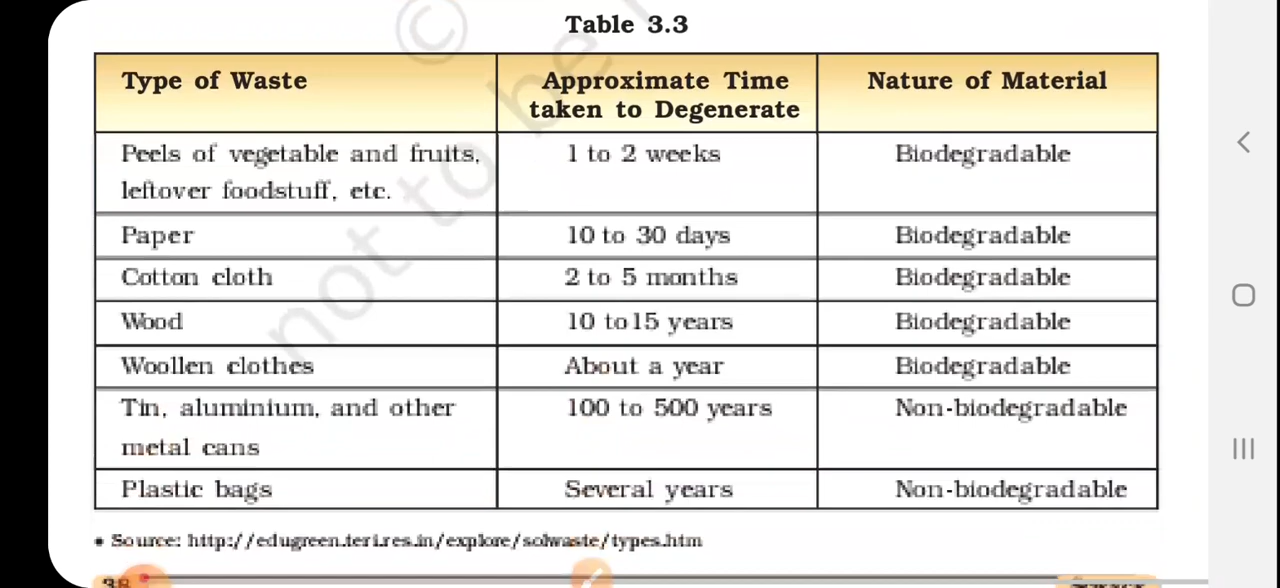 Table 3.3
Type of Waste
Approximate Time
taken to Degenerate
Nature of Material
Peels of vegetable and fruits,
leftover foodstuff, etc.
1 to 2 weeks
Biodegradable
Paper
10 to 30 days
Biodegradable
Cotton cloth
2 to 5 months
Biodegradable
Wood
10 to15 years
Biodegradable
Woollen clothes
About a year
Biodegradable
Tin, aluminium, and other
metal cans
100 to 500 years
Non-biodegradable
Plastic bags
Several years
Non-biodegradable
* Source: http://edugreen.teri.res.in/explore/solwaste/types.htm
38
© not to be